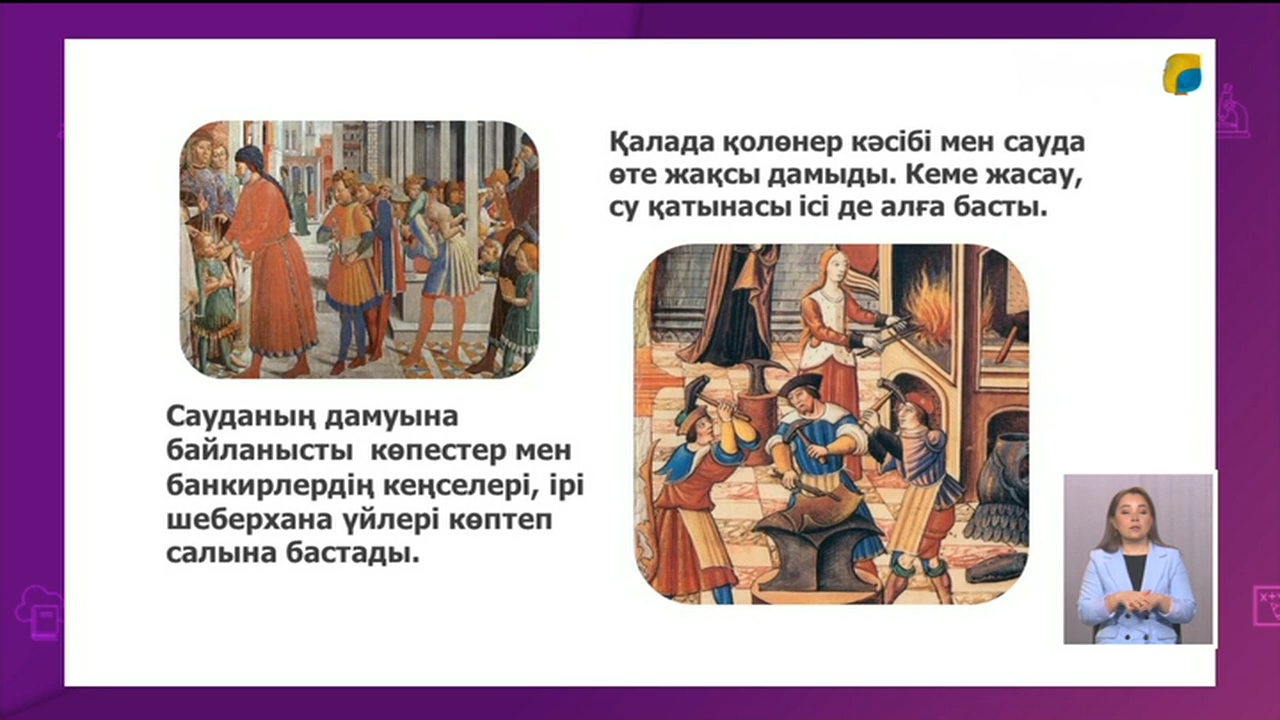 Қалада қолөнер кәсібі мен сауда
өте жақсы дамыды. Кеме жасау,
су қатынасы ісі де алға басты.
Сауданың дамуына
байланысты көпестер мен
банкирлердің кеңселері, ірі
шеберхана үйлері көптеп
салына бастады.